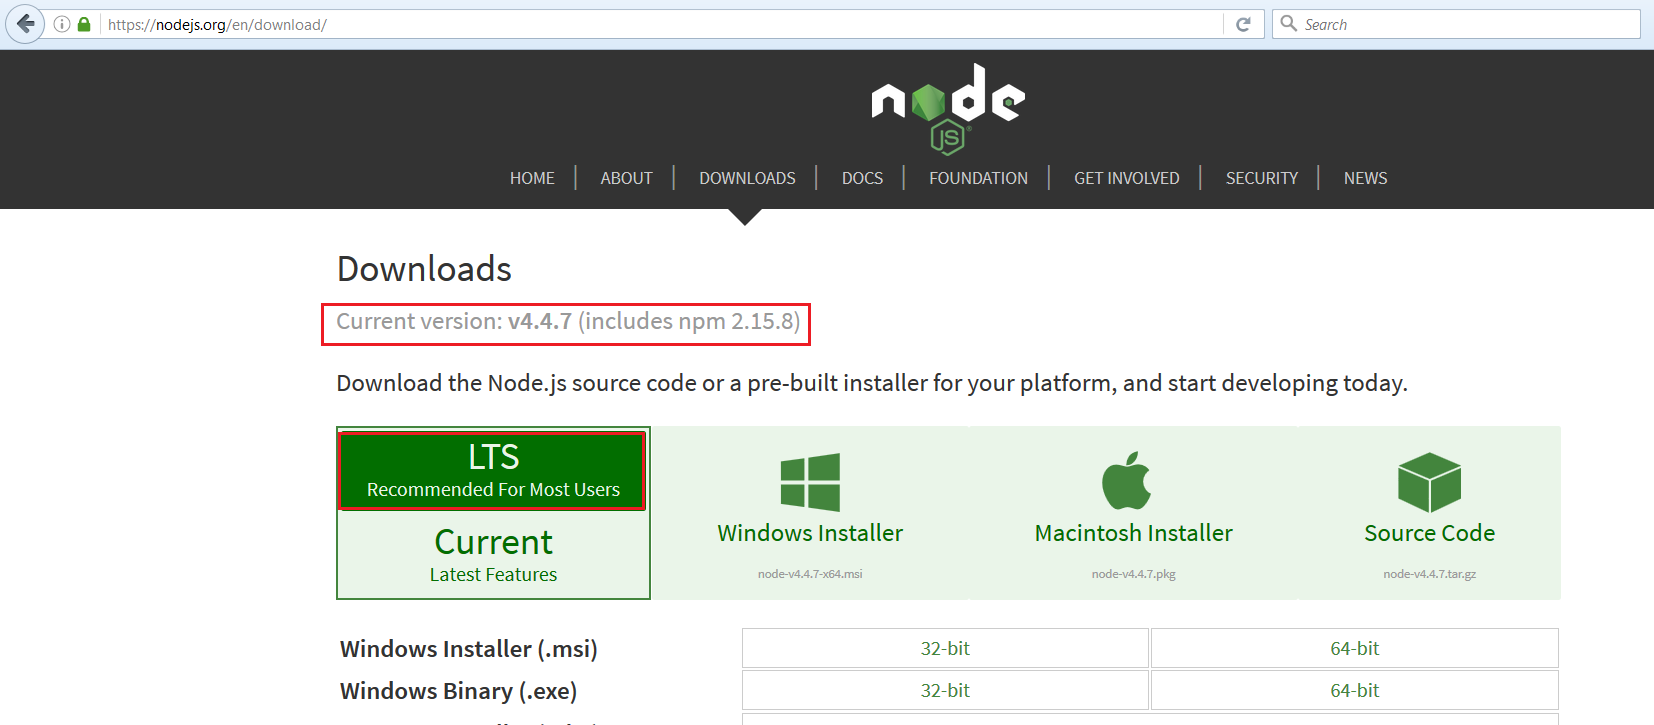 https://nodejs.org/en/download/
Search
node
JS
HOME ABOUT DOWNLOADS DOCS FOUNDATION GET INVOLVED SECURITY NEWS
Downloads
Current version: v4.4.7 (includes npm 2.15.8)
Download the Node.js source code or a pre-built installer for your platform, and start developing today.
LTS
Recommended For Most Users
Current
Latest Features
Windows Installer
node-v4.4.7-x64.msi
Macintosh Installer
node-v4.4.7.pkg
Source Code
node-v4.4.7.tar.gz
Windows Installer (.msi) 32-bit 64-bit
Windows Binary (.exe) 32-bit 64-bit